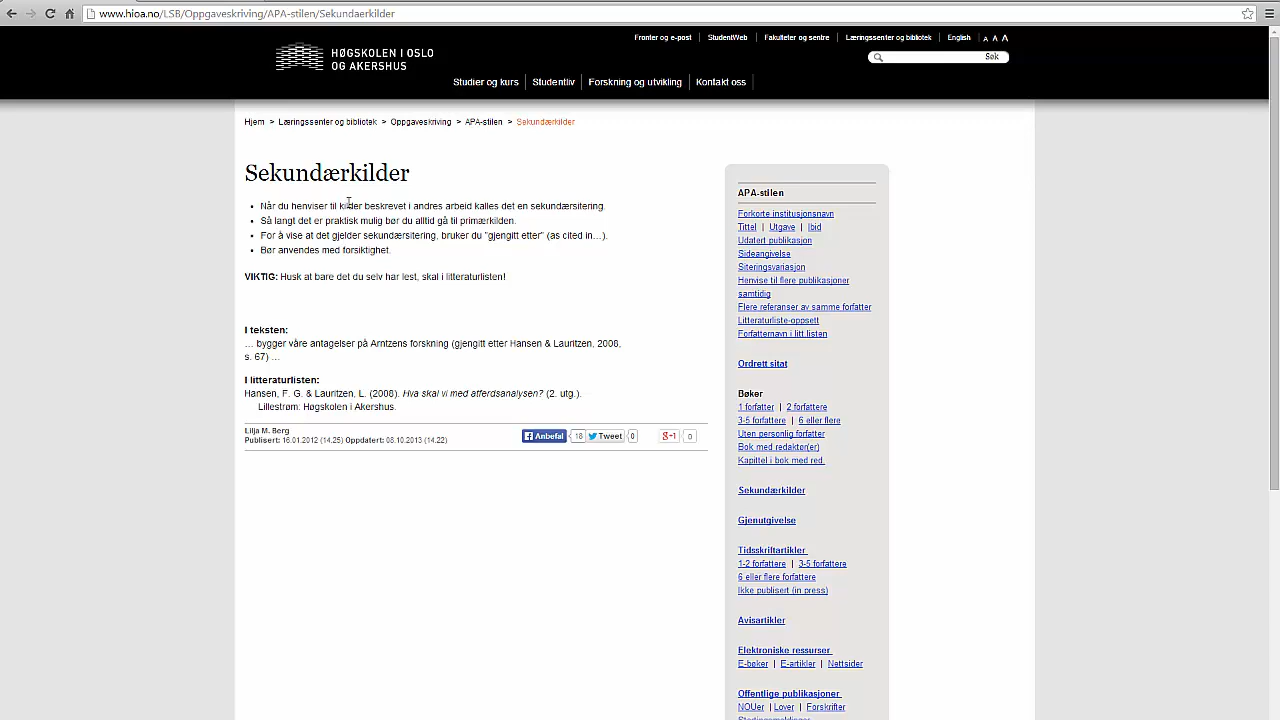 www.hioa.no/LSB/Oppgaveskriving/APA-stilen/Sekundaerkilder
Fronter og e-post | StudentWeb | Fakulteter og sentre | Læringssenter og bibliotek | English | A A A
HØGSKOLEN I OSLO
OG AKERSHUS
Søk
Studier og kurs | Studentliv | Forskning og utvikling | Kontakt oss
Hjem > Læringssenter og bibliotek > Oppgaveskriving > APA-stilen > Sekundærkilder
Sekundærkilder
• Når du henviser til kilder beskrevet i andres arbeid kalles det en sekundærsitering.
• Så langt det er praktisk mulig bør du alltid gå til primærkilden.
• For å vise at det gjelder sekundærsitering, bruker du "gjengitt etter" (as cited in...).
• Bør anvendes med forsiktighet.
VIKTIG: Husk at bare det du selv har lest, skal i litteraturlisten!
I teksten:
... bygger våre antagelser på Arntzens forskning (gjengitt etter Hansen & Lauritzen, 2008,
s. 67) ...
I litteraturlisten:
Hansen, F. G. & Lauritzen, L. (2008). Hva skal vi med atferdsanalysen? (2. utg.).
Lillestrøm: Høgskolen i Akershus.
Lilja M. Berg
Publisert: 16.01.2012 (14.25) Oppdatert: 08.10.2013 (14.22)
Anbefal 18 Tweet 0 g+1 0
APA-stilen
Forkorte institusjonsnavn
Tittel | Utgave | Ibid
Udatert publikasjon
Sideangivelse
Siteringsvariasjon
Henvise til flere publikasjoner
samtidig
Flere referanser av samme forfatter
Litteraturliste-oppsett
Forfatternavn i litt.listen
Ordrett sitat
Bøker
1 forfatter | 2 forfattere
3-5 forfattere | 6 eller flere
Uten personlig forfatter
Bok med redaktør(er)
Kapittel i bok med red.
Sekundærkilder
Gjenutgivelse
Tidsskriftartikler
1-2 forfattere | 3-5 forfattere
6 eller flere forfattere
Ikke publisert (in press)
Avisartikler
Elektroniske ressurser
E-bøker | E-artikler | Nettsider
Offentlige publikasjoner
NOUer | Lover | Forskrifter